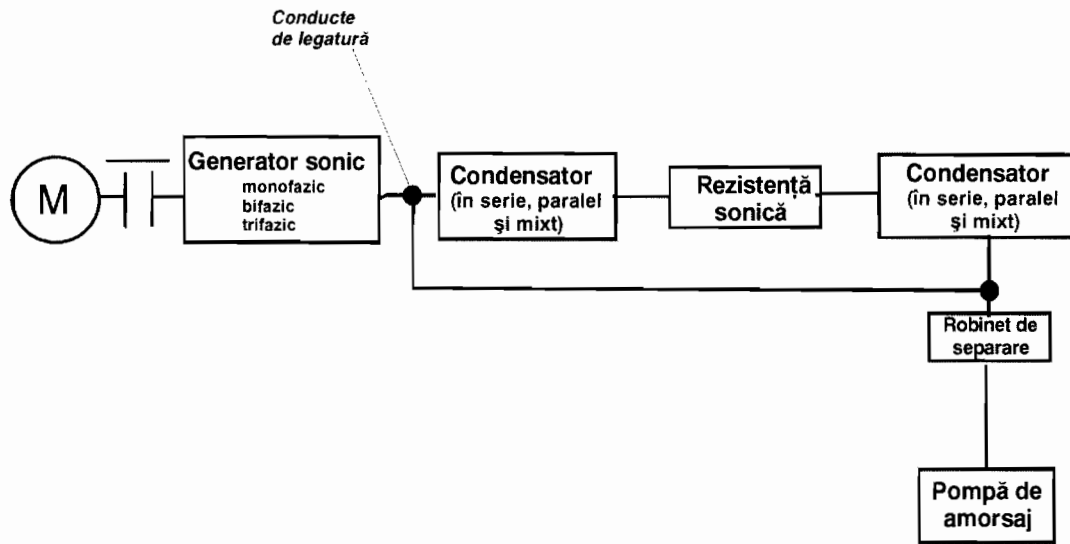 Conducte
de legatură
M
Generator sonic
monofazic
bifazic
trifazic
Condensator
(în serie, paralel
şi mixt)
Rezistență
sonică
Condensator
(în serie, paralel
şi mixt)
Robinet de
separare
Pompă de
amorsaj